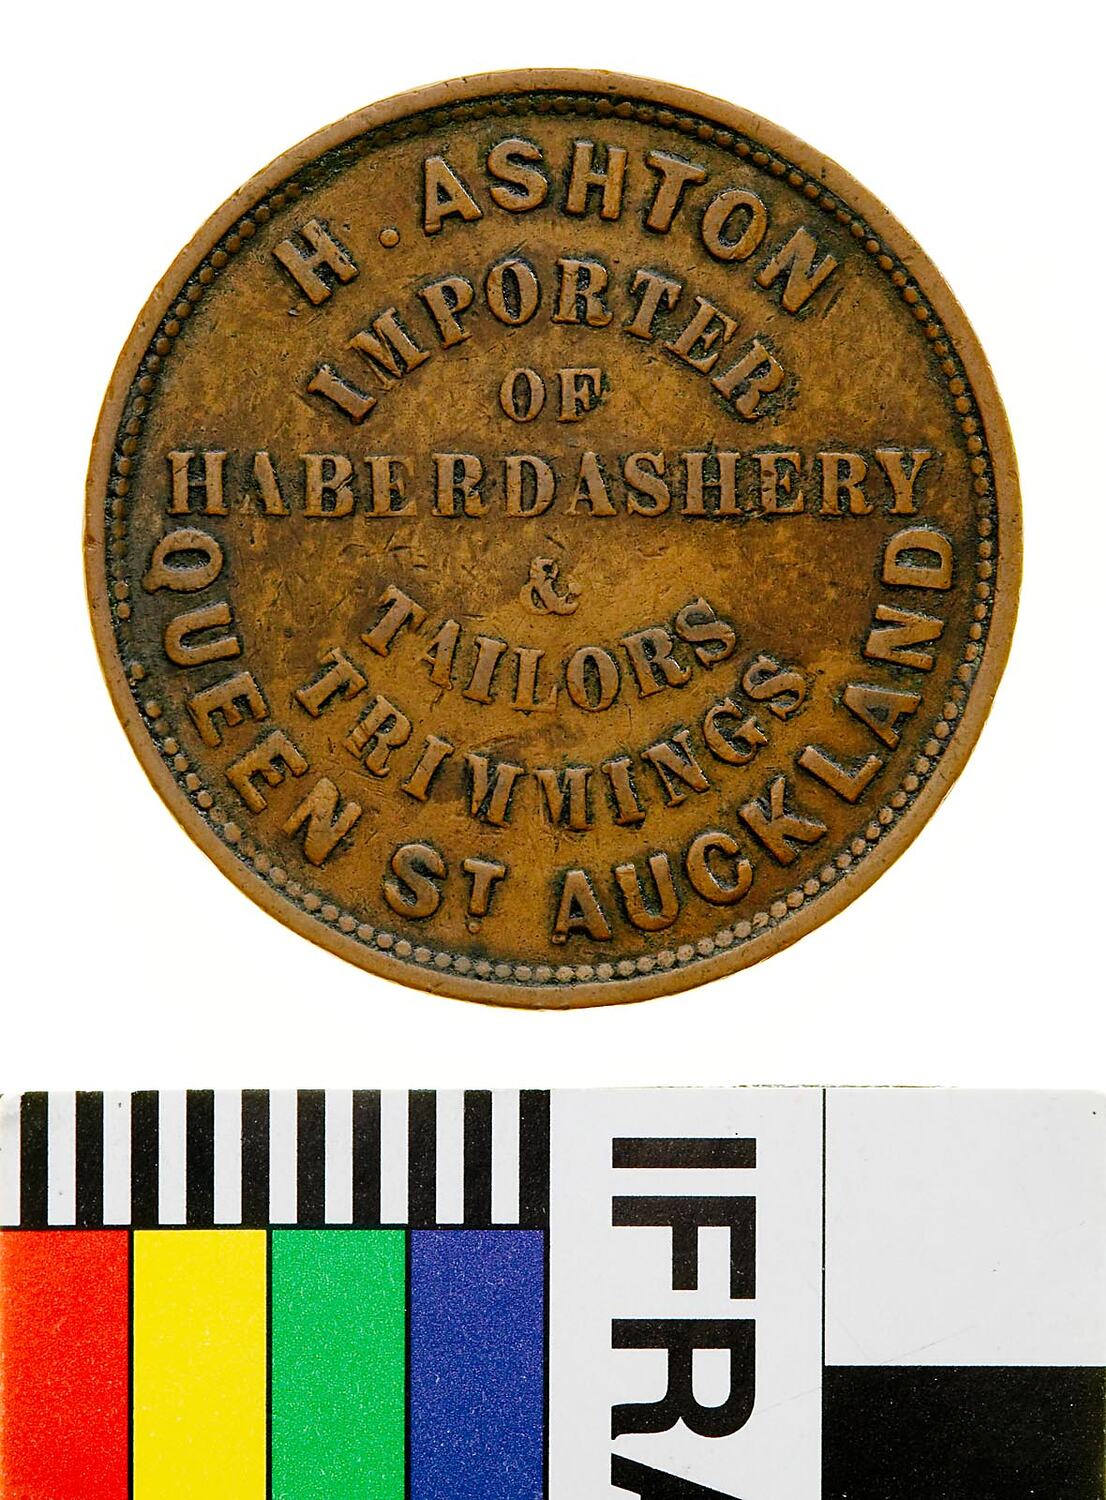 H. ASHTON
IMPORTER
OF
HABERDASHERY
&
TAILORS
TRIMMINGS
QUEEN ST AUCKLAND
IFRA